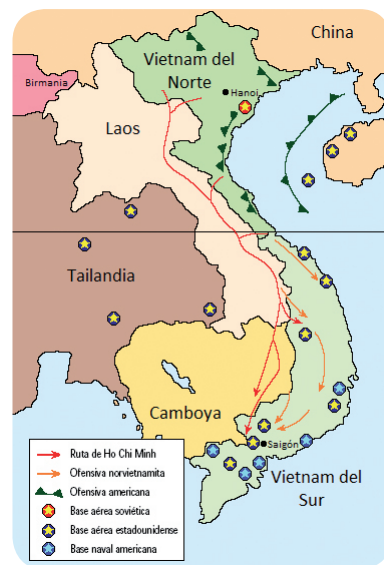 China
Vietnam del
Norte
Birmania
Hanoi
Laos
Tailandia
Camboya
Saigón
Vietnam del
Sur
Ruta de Ho Chi Minh
Ofensiva norvietnamita
Ofensiva americana
Base aérea soviética
Base aérea estadounidense
Base naval americana